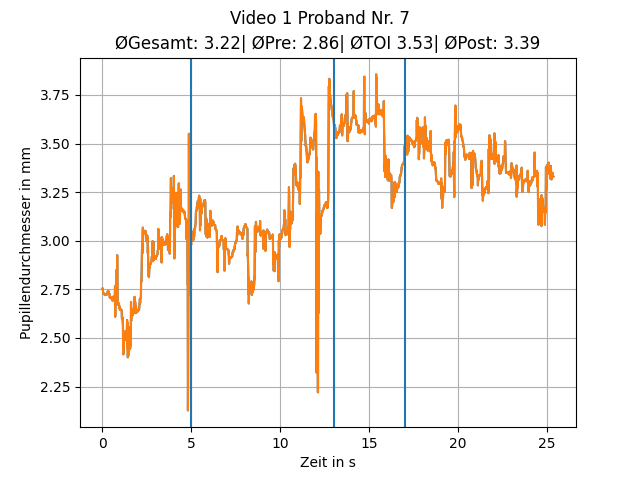 Video 1 Proband Nr. 7
ØGesamt: 3.22| ØPre: 2.86| ØTOI 3.53| ØPost: 3.39
Pupillendurchmesser in mm
3.75
3.50
3.25
3.00
2.75
2.50
2.25
0 5 10 15 20 25
Zeit in s